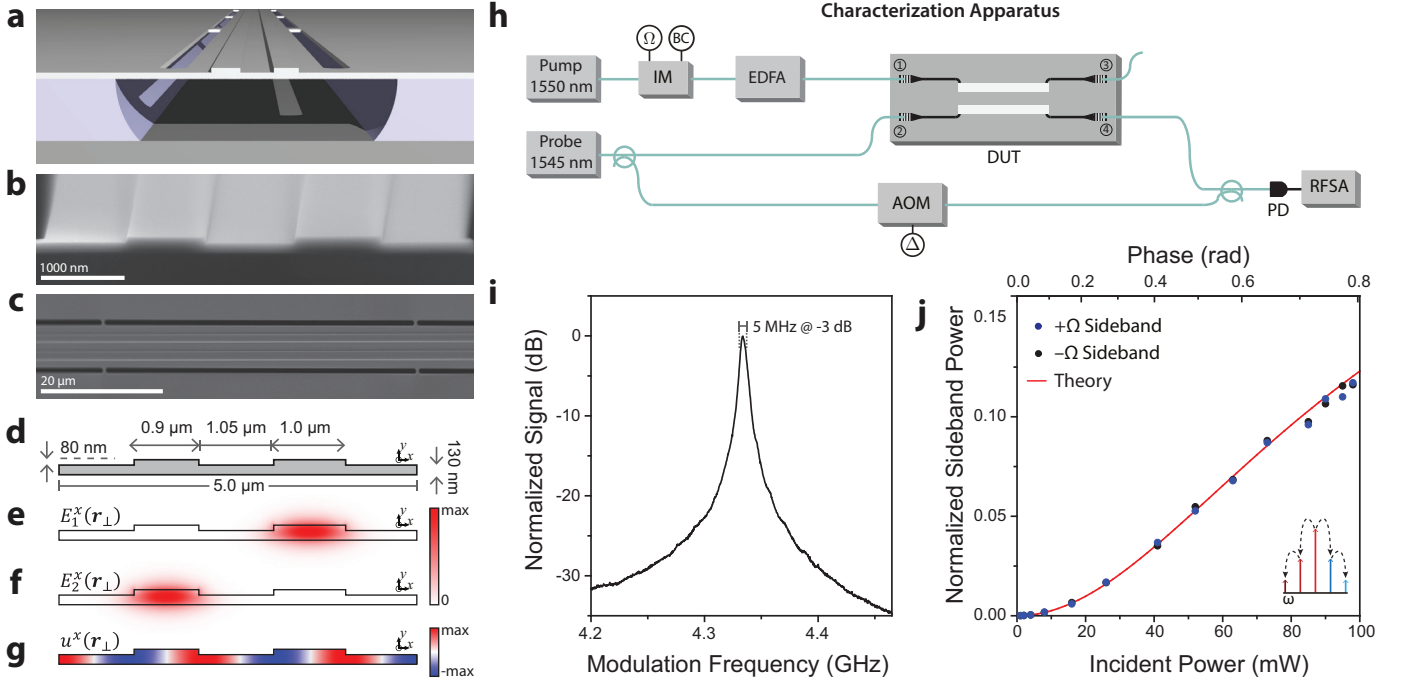 a
b
1000 nm
c
20 µm
d
0.9 µm
1.05 µm
1.0 µm
80 nm
y
x
130 nm
5.0 µm
e
E₁ˣ(r⊥)
y
x
max
f
E₂ˣ(r⊥)
y
x
0
g
uˣ(r⊥)
y
x
max
-max
h
Characterization Apparatus
Pump
1550 nm
Ω
BC
IM
EDFA
①
③
②
④
DUT
Probe
1545 nm
AOM
Δ
PD
RFSA
i
5 MHz @ -3 dB
Normalized Signal (dB)
0
-10
-20
-30
4.2
4.3
4.4
Modulation Frequency (GHz)
j
Phase (rad)
0.0
0.2
0.4
0.6
0.8
Normalized Sideband Power
0.15
0.10
0.05
0.00
+Ω Sideband
−Ω Sideband
Theory
ω
0
20
40
60
80
100
Incident Power (mW)